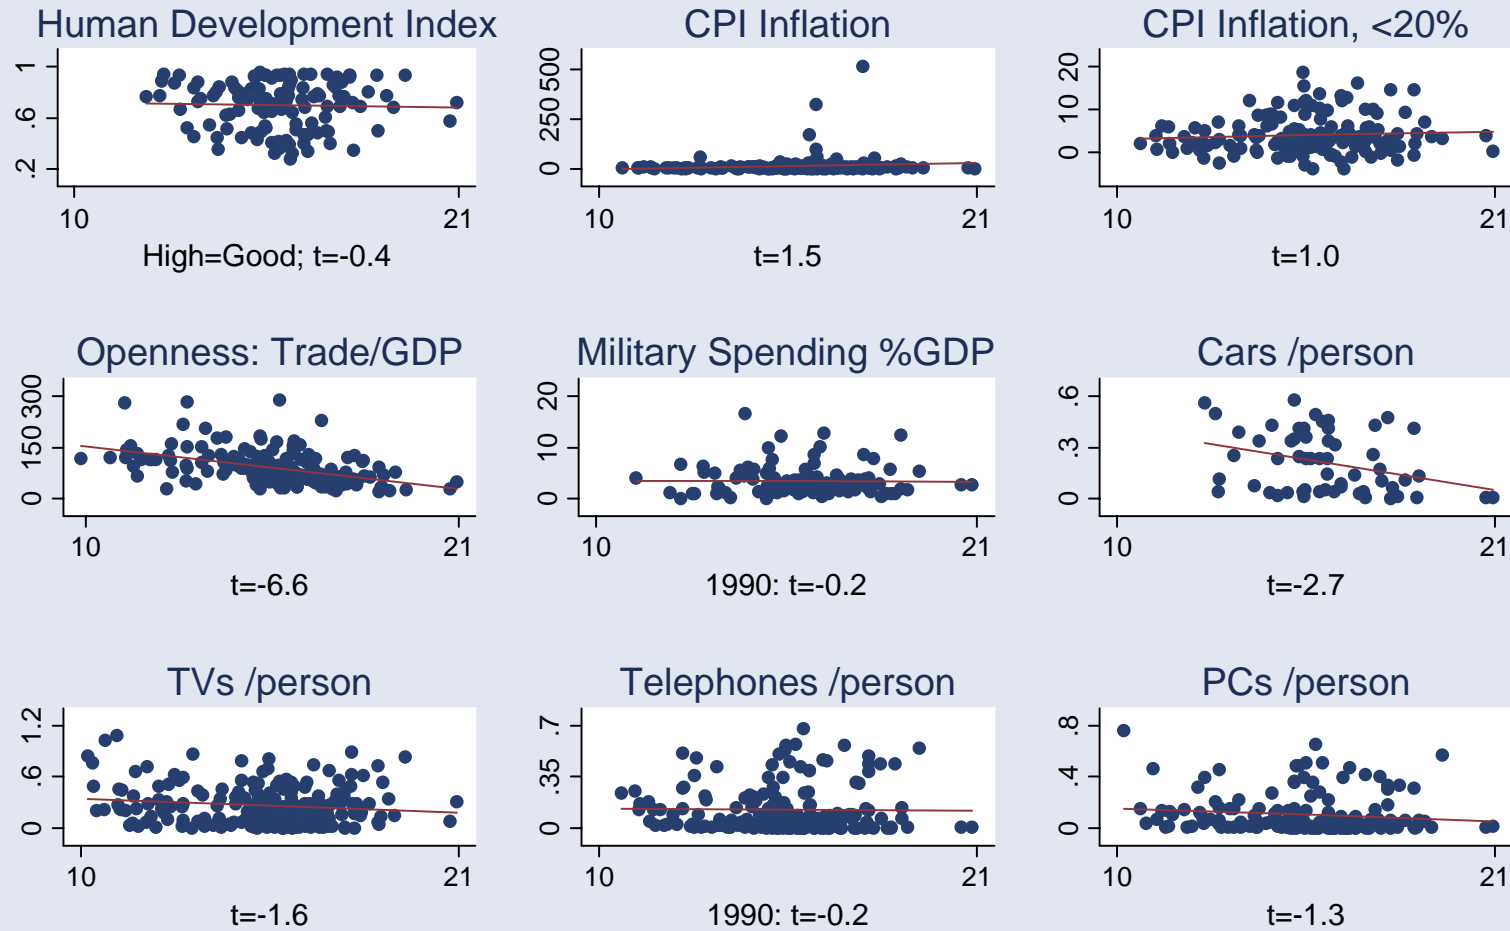 Human Development Index
1
.6
.2
10 21
High=Good; t=-0.4
CPI Inflation
500
250
0
10 21
t=1.5
CPI Inflation, <20%
20
10
0
10 21
t=1.0
Openness: Trade/GDP
300
150
0
10 21
t=-6.6
Military Spending %GDP
20
10
0
10 21
1990: t=-0.2
Cars /person
.6
.3
0
10 21
t=-2.7
TVs /person
1.2
.6
0
10 21
t=-1.6
Telephones /person
.7
.35
0
10 21
1990: t=-0.2
PCs /person
.8
.4
0
10 21
t=-1.3